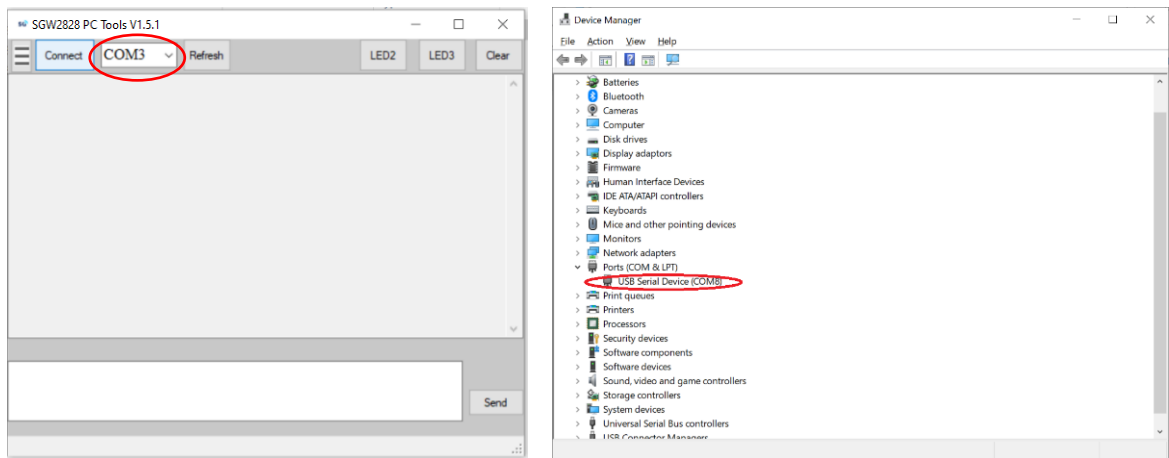 SGW2828 PC Tools V1.5.1
Connect COM3 Refresh LED2 LED3 Clear
Send
Device Manager
File Action View Help
Batteries
Bluetooth
Cameras
Computer
Disk drives
Display adaptors
Firmware
Human Interface Devices
IDE ATA/ATAPI controllers
Keyboards
Mice and other pointing devices
Monitors
Network adapters
Ports (COM & LPT)
USB Serial Device (COM8)
Print queues
Printers
Processors
Security devices
Software components
Software devices
Sound, video and game controllers
Storage controllers
System devices
Universal Serial Bus controllers
USB Connector Managers